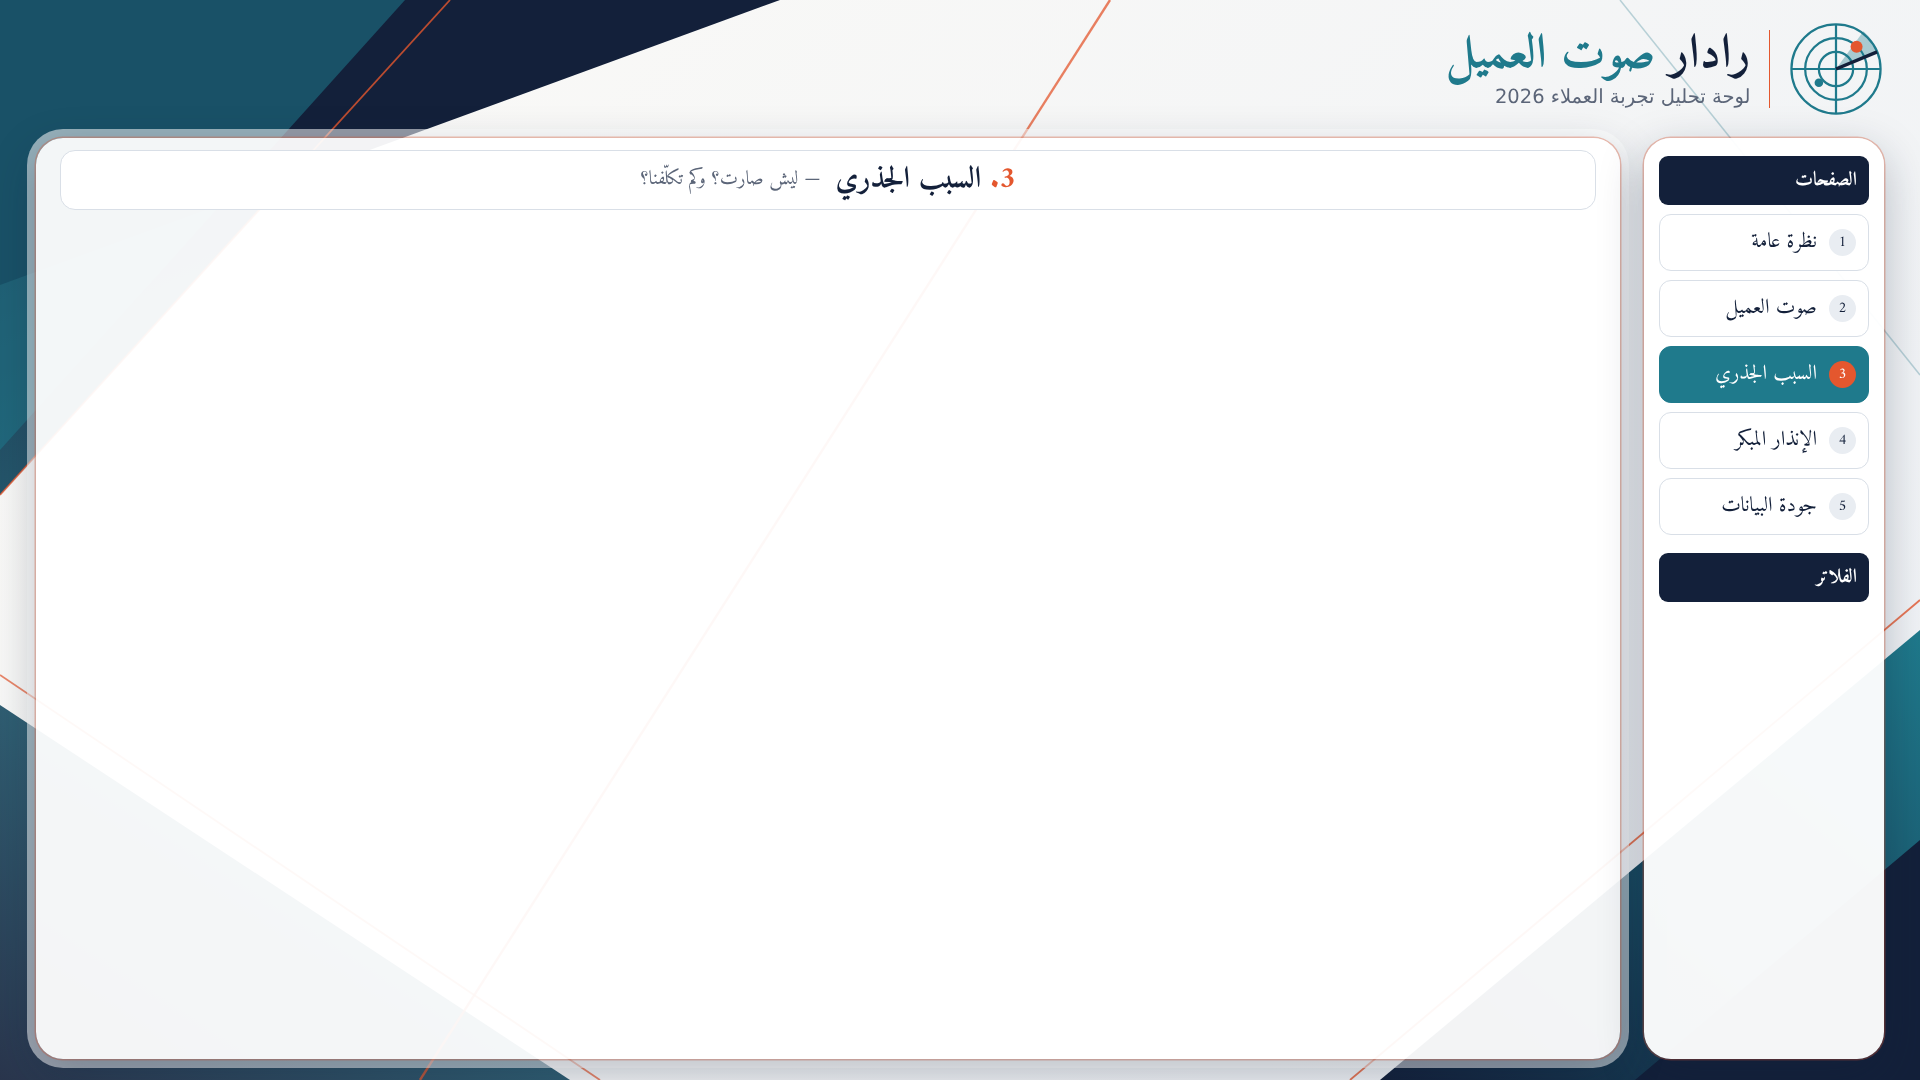 رادار صوت العميل
لوحة تحليل تجربة العملاء 2026
الصفحات
1 نظرة عامة
2 صوت العميل
3 السبب الجذري
4 الإنذار المبكر
5 جودة البيانات
الفلاتر
3. السبب الجذري — ليش صارت؟ وكم تكلّفنا؟